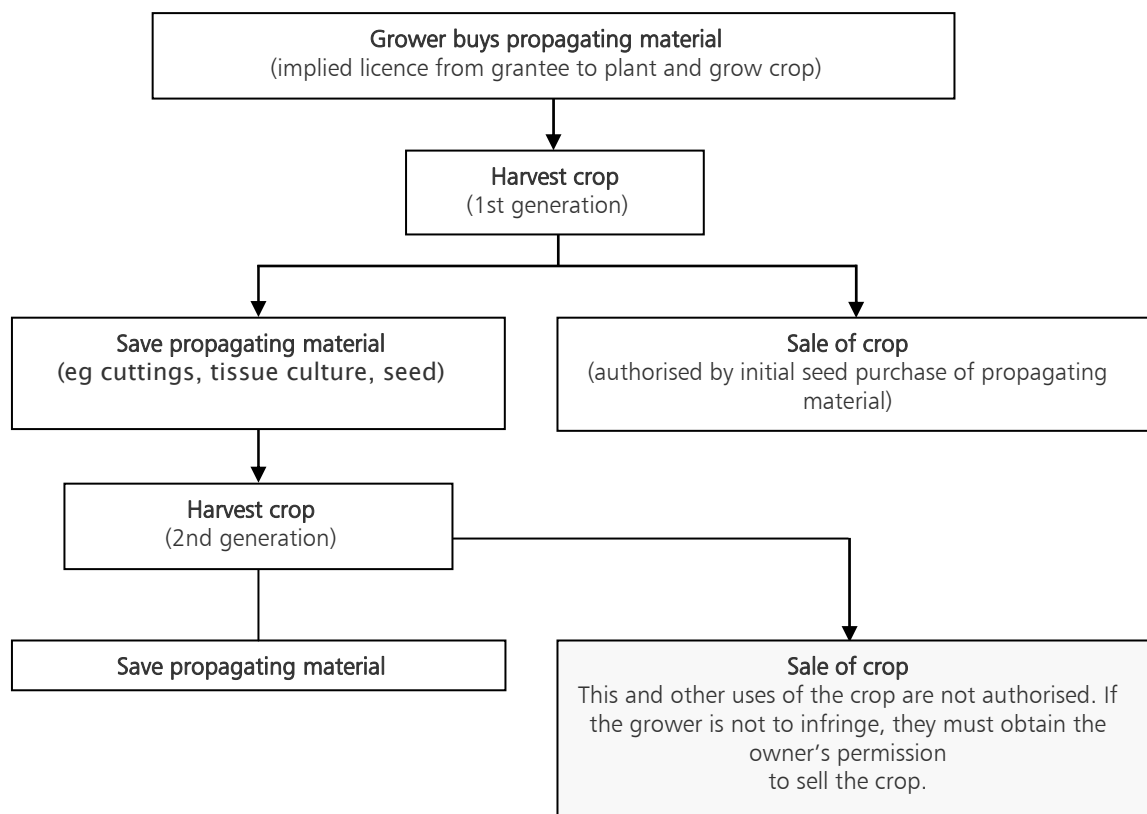 Grower buys propagating material
(implied licence from grantee to plant and grow crop)
Harvest crop
(1st generation)
Save propagating material
(eg cuttings, tissue culture, seed)
Sale of crop
(authorised by initial seed purchase of propagating
material)
Harvest crop
(2nd generation)
Save propagating material
Sale of crop
This and other uses of the crop are not authorised. If
the grower is not to infringe, they must obtain the
owner’s permission
to sell the crop.